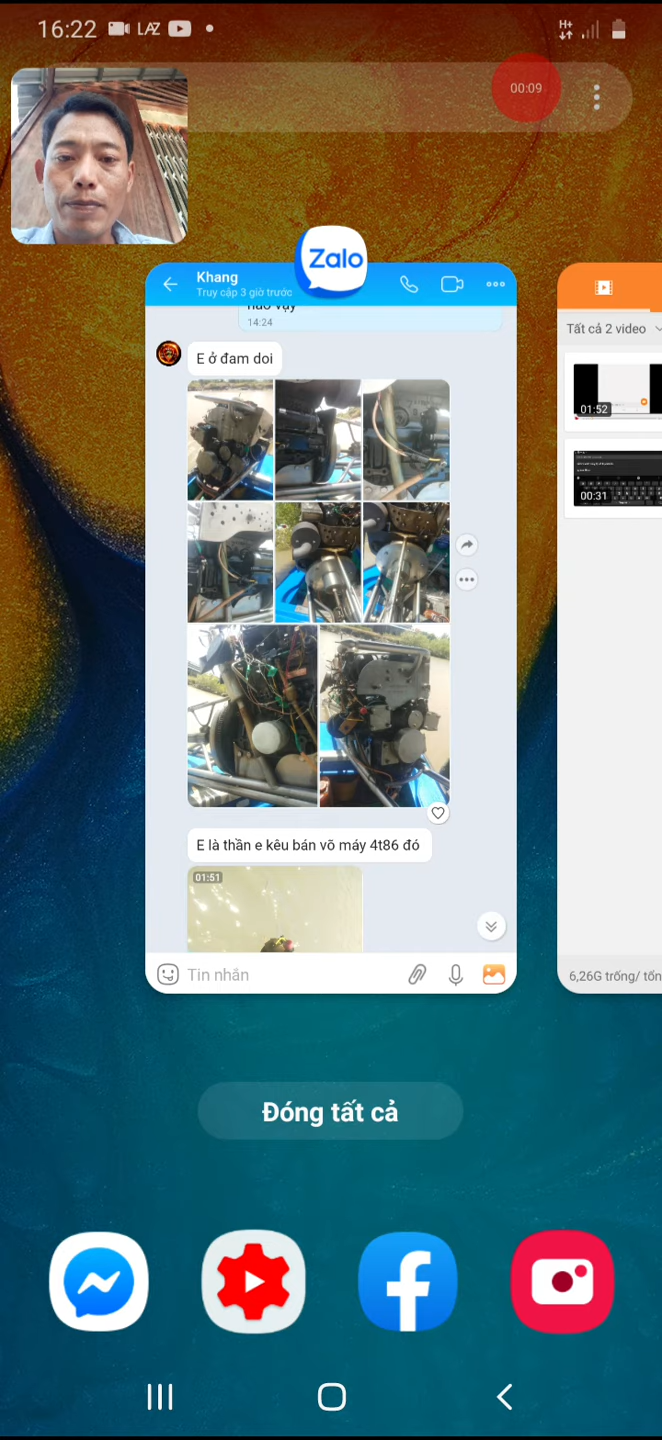 16:22
LAZ
H+
00:09
Zalo
Khang
Truy cập 3 giờ trước
14:24
E ở đam doi
E là thần e kêu bán võ máy 4t86 đó
01:51
Tin nhắn
Tất cả 2 video
01:52
00:31
6,26G trống/ tổn
Đóng tất cả